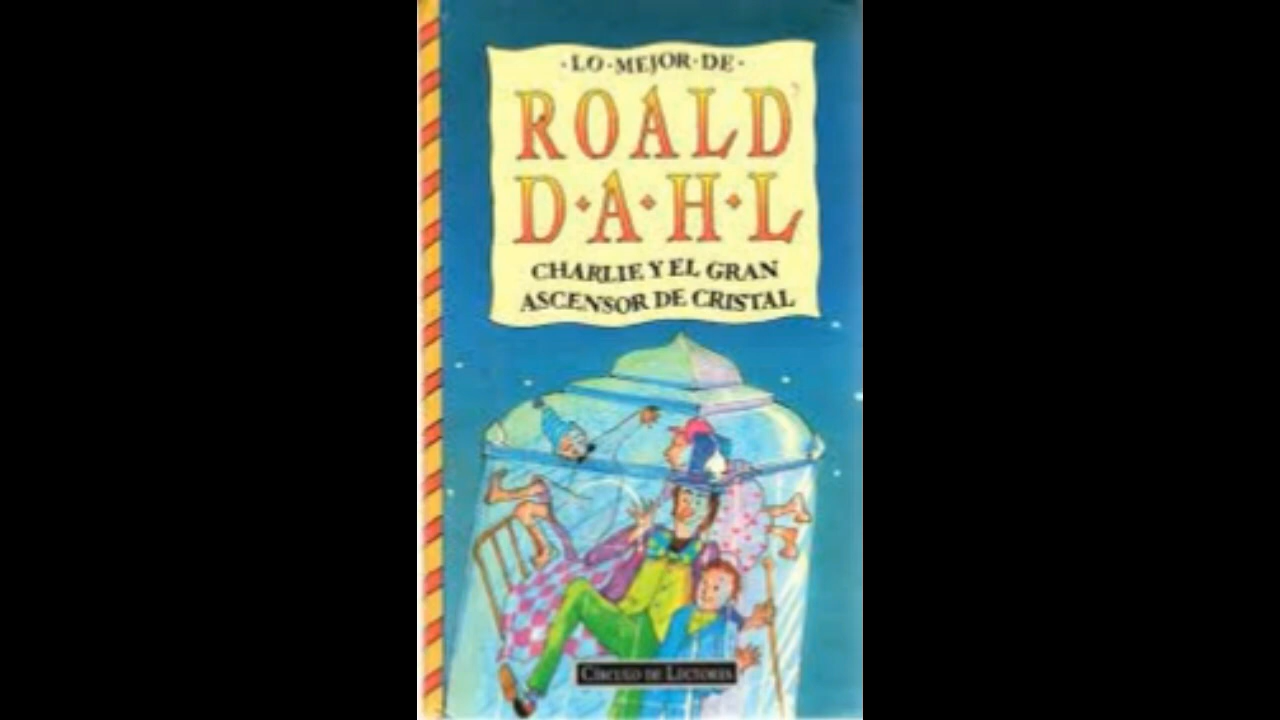 ·LO·MEJOR·DE·
ROALD
D·A·H·L
CHARLIE Y EL GRAN
ASCENSOR DE CRISTAL
CÍRCULO DE LECTORES